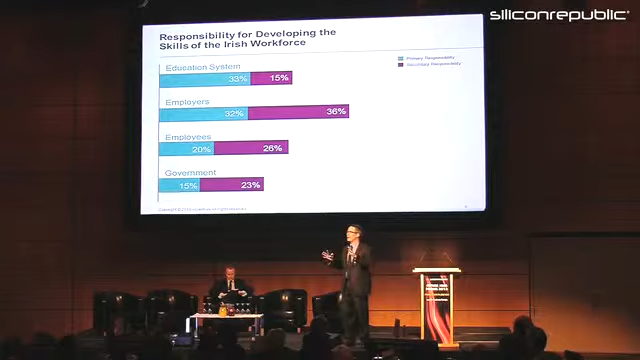 siliconrepublic
Responsibility for Developing the
Skills of the Irish Workforce
Primary Responsibility
Secondary Responsibility
Education System
33% 15%
Employers
32% 36%
Employees
20% 26%
Government
15% 23%